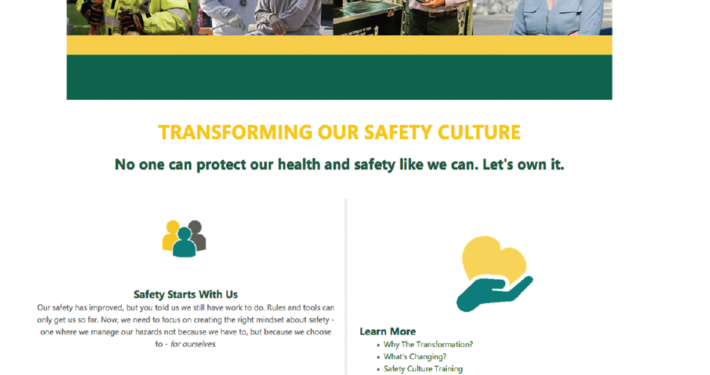 TRANSFORMING OUR SAFETY CULTURE
No one can protect our health and safety like we can. Let's own it.
Safety Starts With Us
Our safety has improved, but you told us we still have work to do. Rules and tools can
only get us so far. Now, we need to focus on creating the right mindset about safety -
one where we manage our hazards not because we have to, but because we choose
to - for ourselves.
Learn More
• Why The Transformation?
• What's Changing?
• Safety Culture Training